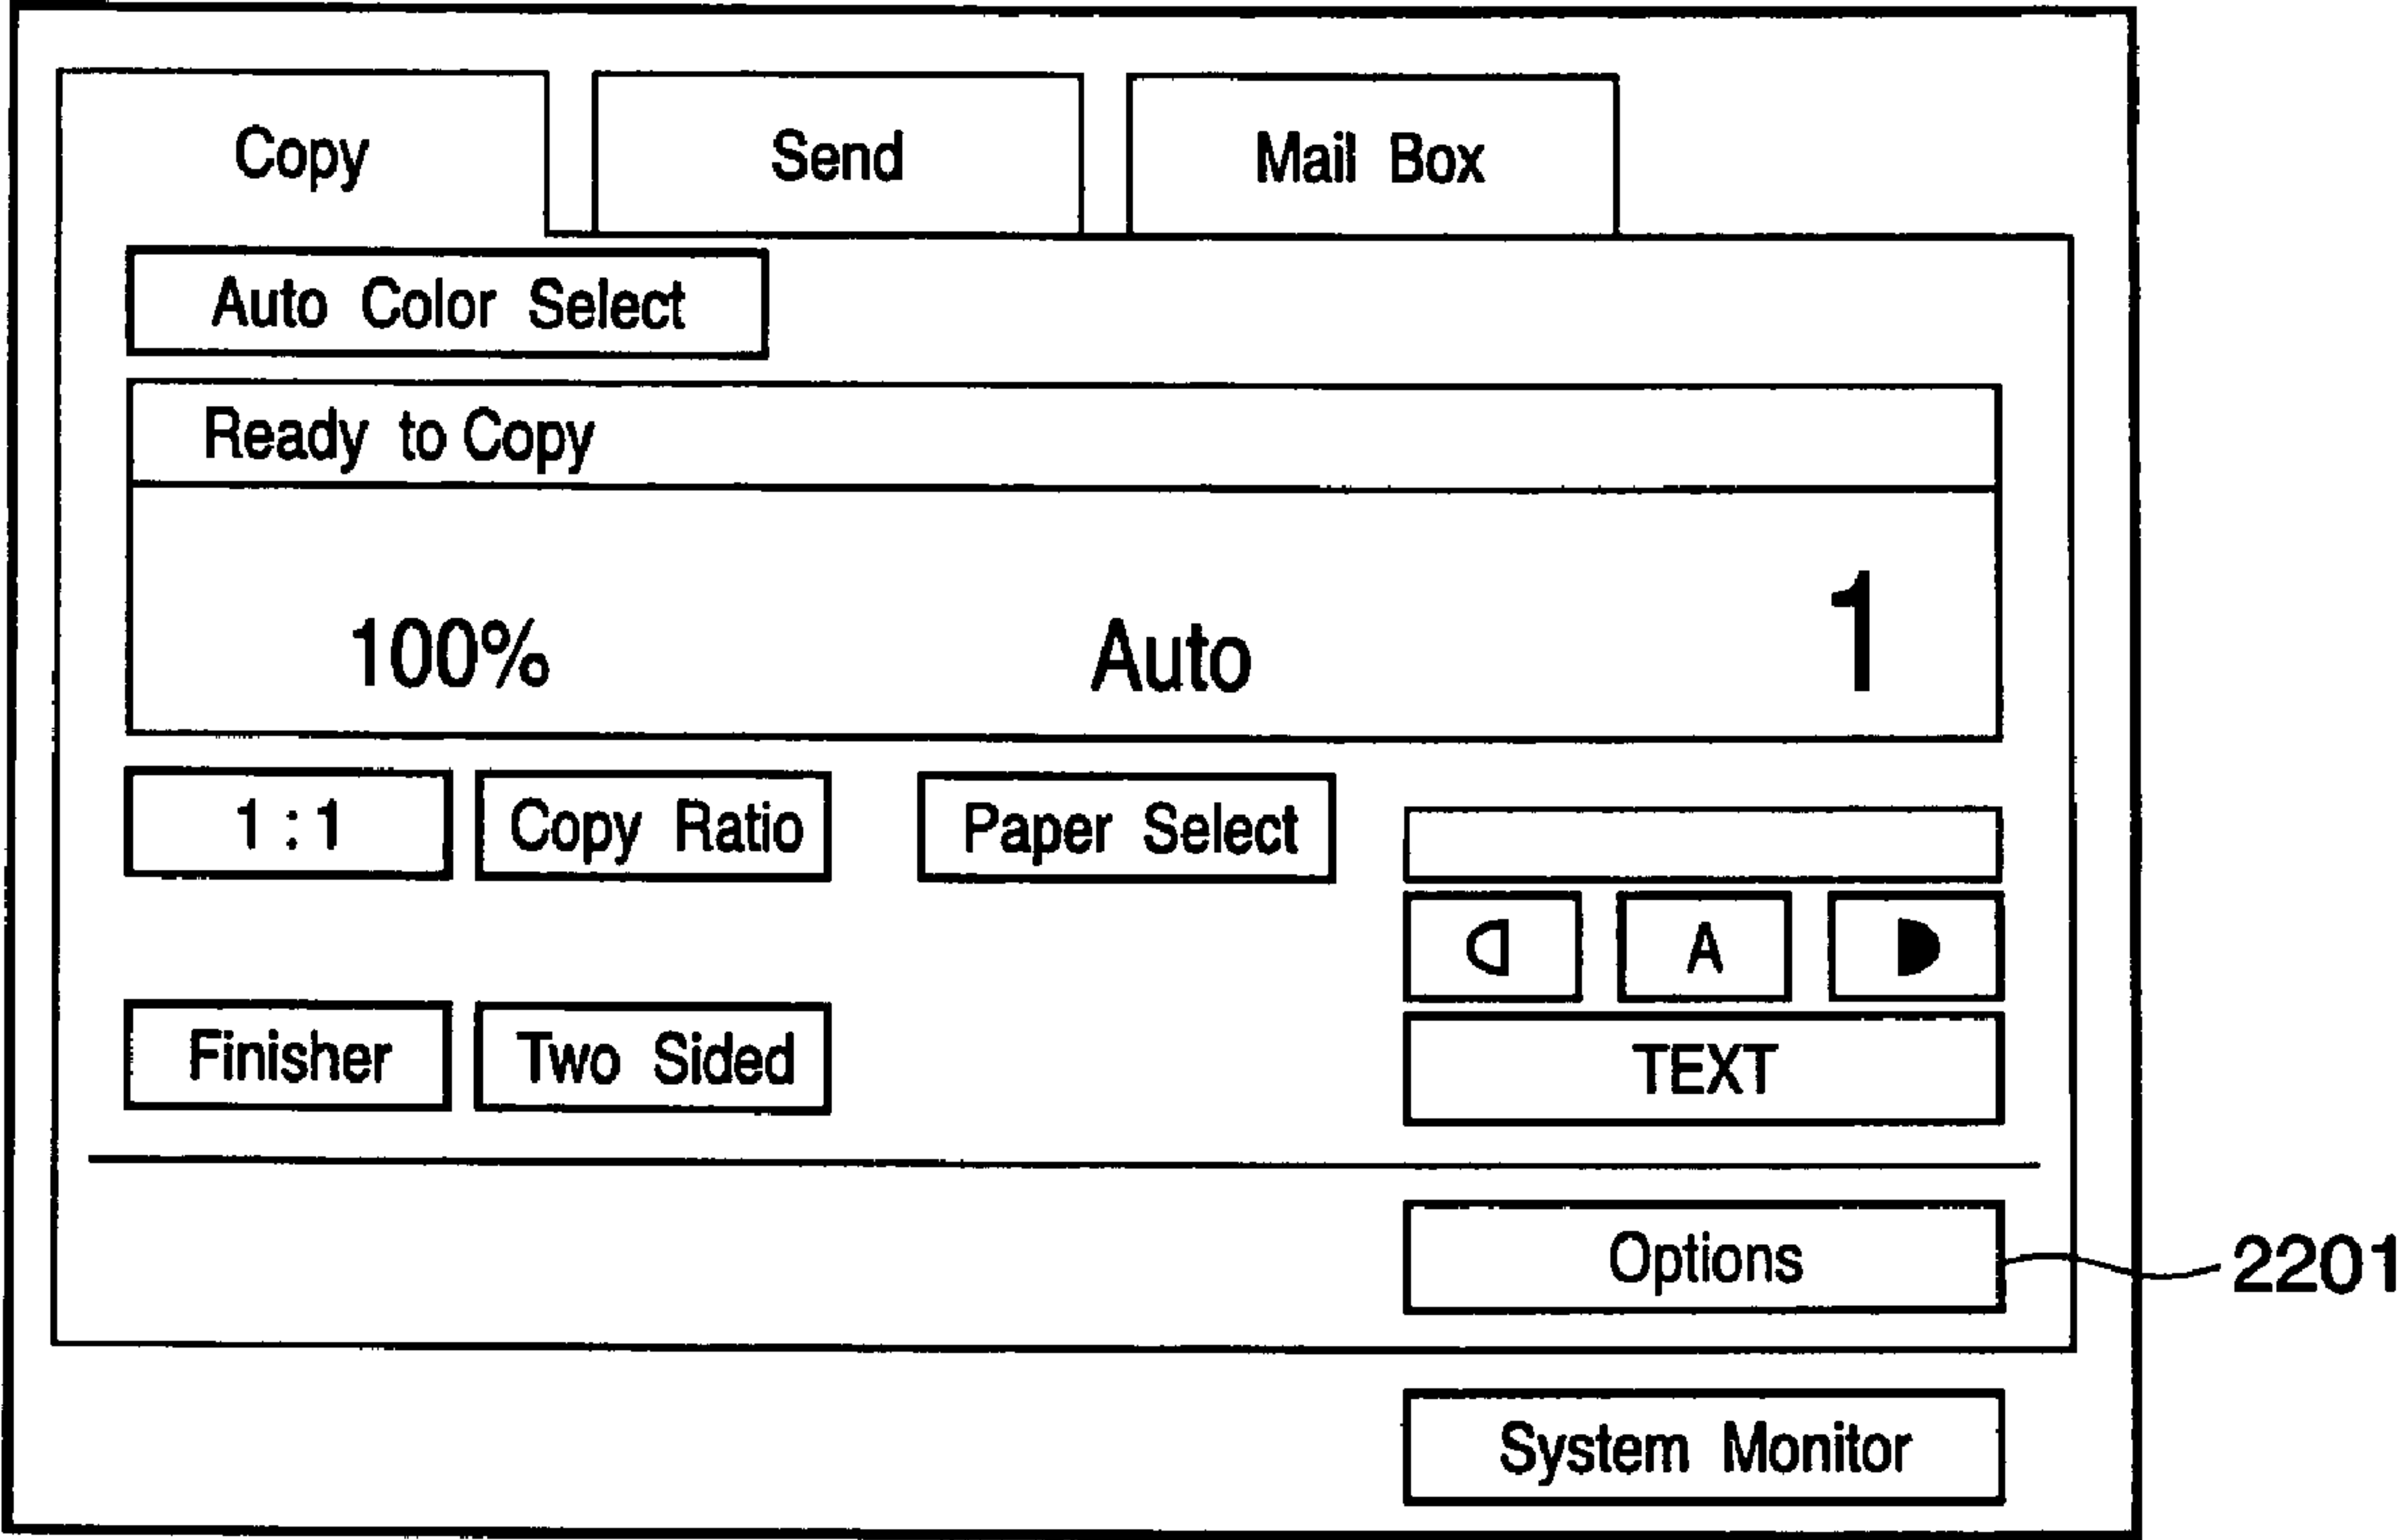 Copy Send Mail Box
Auto Color Select
Ready to Copy
100% Auto 1
1 : 1 Copy Ratio Paper Select
A
Finisher Two Sided TEXT
Options 2201
System Monitor